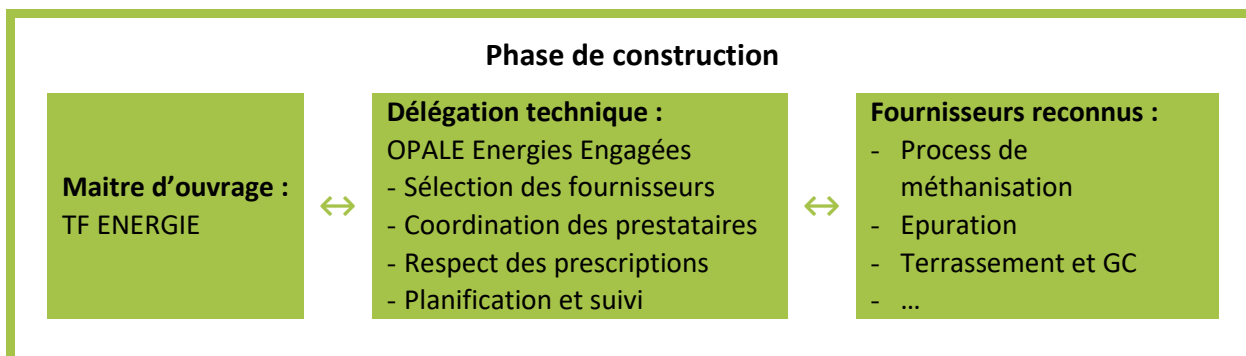 Phase de construction
Maitre d'ouvrage :
TF ENERGIE
↔
Délégation technique :
OPALE Energies Engagées
- Sélection des fournisseurs
- Coordination des prestataires
- Respect des prescriptions
- Planification et suivi
↔
Fournisseurs reconnus :
- Process de
méthanisation
- Epuration
- Terrassement et GC
- …